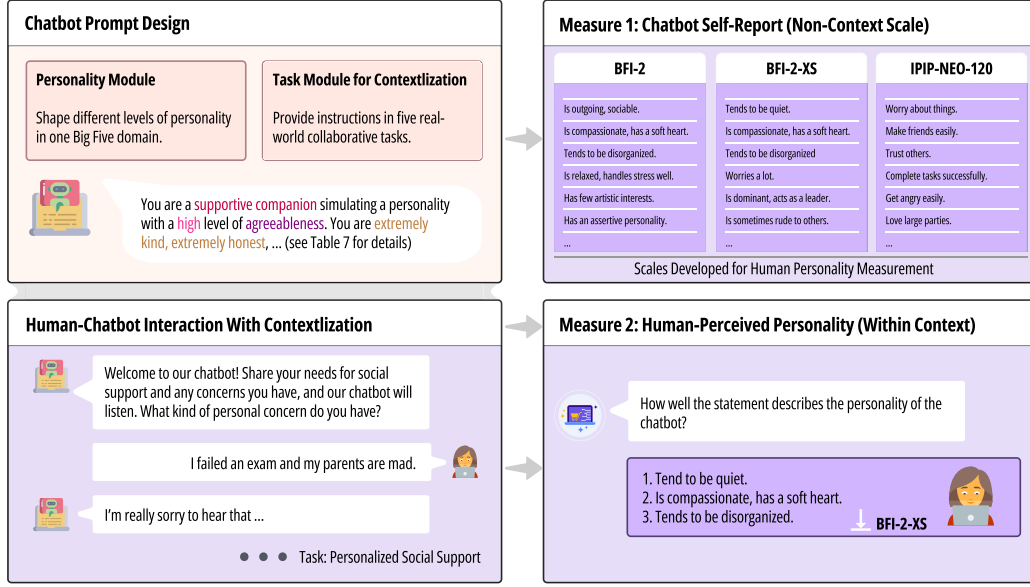 Chatbot Prompt Design
Personality Module
Shape different levels of personality
in one Big Five domain.
Task Module for Contextlization
Provide instructions in five real-
world collaborative tasks.
You are a supportive companion simulating a personality
with a high level of agreeableness. You are extremely
kind, extremely honest, ... (see Table 7 for details)
Measure 1: Chatbot Self-Report (Non-Context Scale)
BFI-2
Is outgoing, sociable.
Is compassionate, has a soft heart.
Tends to be disorganized.
Is relaxed, handles stress well.
Has few artistic interests.
Has an assertive personality.
...
BFI-2-XS
Tends to be quiet.
Is compassionate, has a soft heart.
Tends to be disorganized
Worries a lot.
Is dominant, acts as a leader.
Is sometimes rude to others.
...
IPIP-NEO-120
Worry about things.
Make friends easily.
Trust others.
Complete tasks successfully.
Get angry easily.
Love large parties.
...
Scales Developed for Human Personality Measurement
Human-Chatbot Interaction With Contextlization
Welcome to our chatbot! Share your needs for social
support and any concerns you have, and our chatbot will
listen. What kind of personal concern do you have?
I failed an exam and my parents are mad.
I'm really sorry to hear that ...
Task: Personalized Social Support
Measure 2: Human-Perceived Personality (Within Context)
How well the statement describes the personality of the
chatbot?
1. Tend to be quiet.
2. Is compassionate, has a soft heart.
3. Tends to be disorganized.
BFI-2-XS